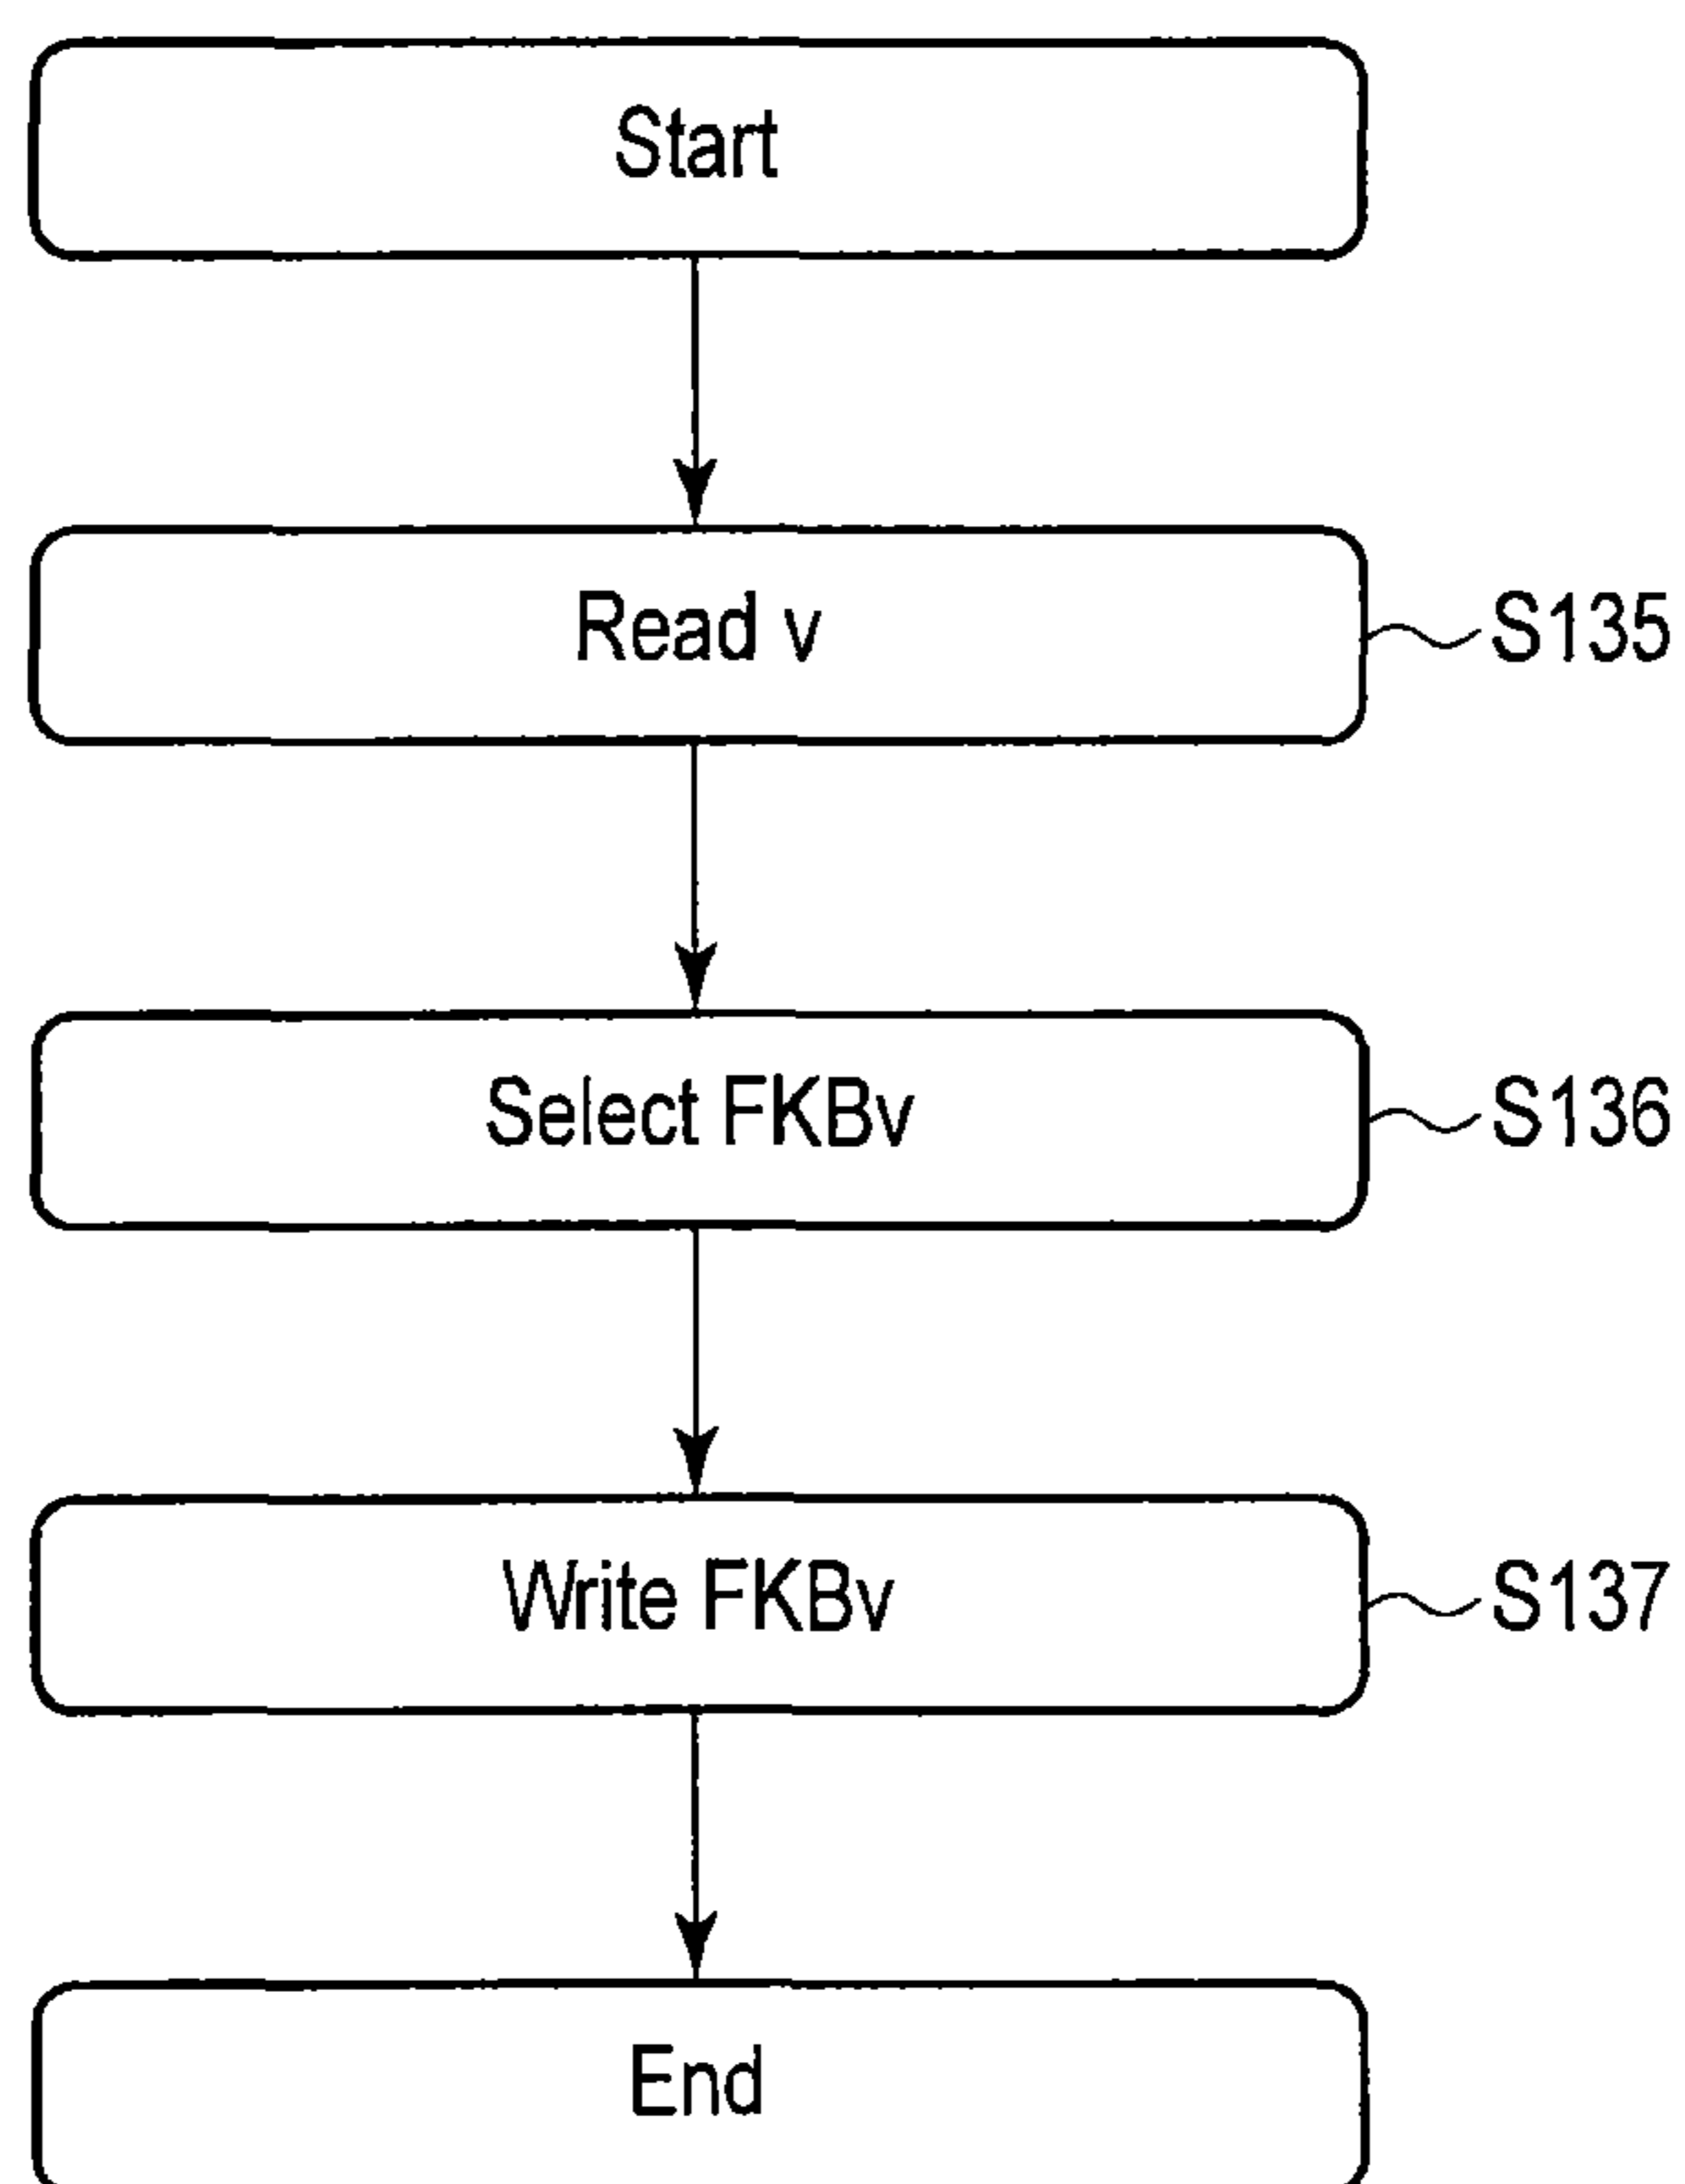 Start
Read v
S135
Select FKBv
S136
Write FKBv
S137
End